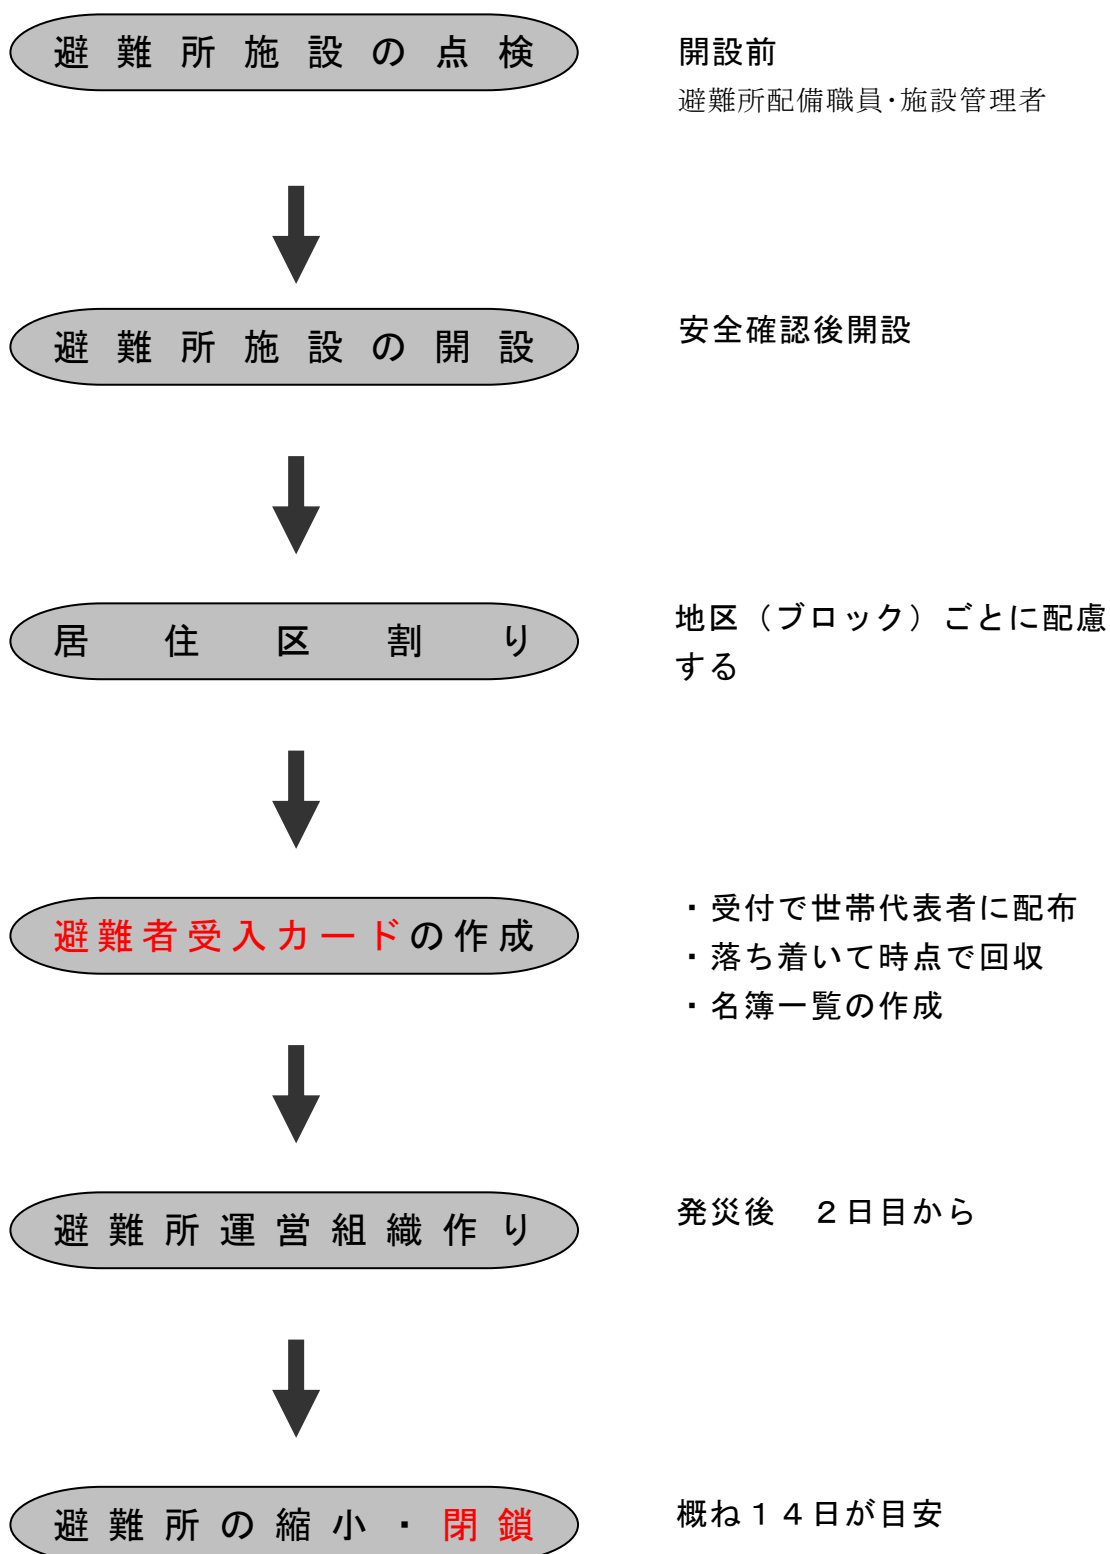 避難所施設の点検
開設前
避難所配備職員・施設管理者
避難所施設の開設
安全確認後開設
居住区割り
地区（ブロック）ごとに配慮
する
避難者受入カードの作成
・受付で世帯代表者に配布
・落ち着いて時点で回収
・名簿一覧の作成
避難所運営組織作り
発災後　２日目から
避難所の縮小・閉鎖
概ね１４日が目安